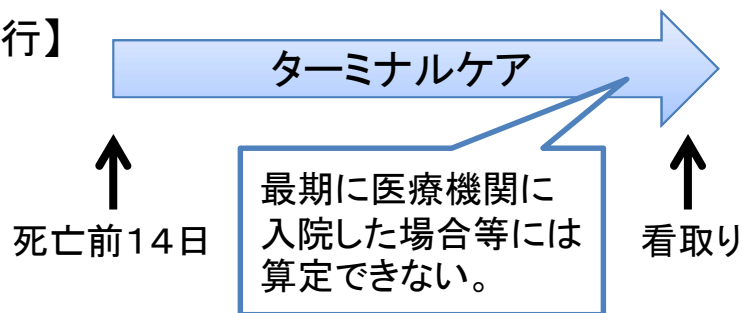 行】
ターミナルケア
最期に医療機関に
入院した場合等には
算定できない。
死亡前14日
看取り